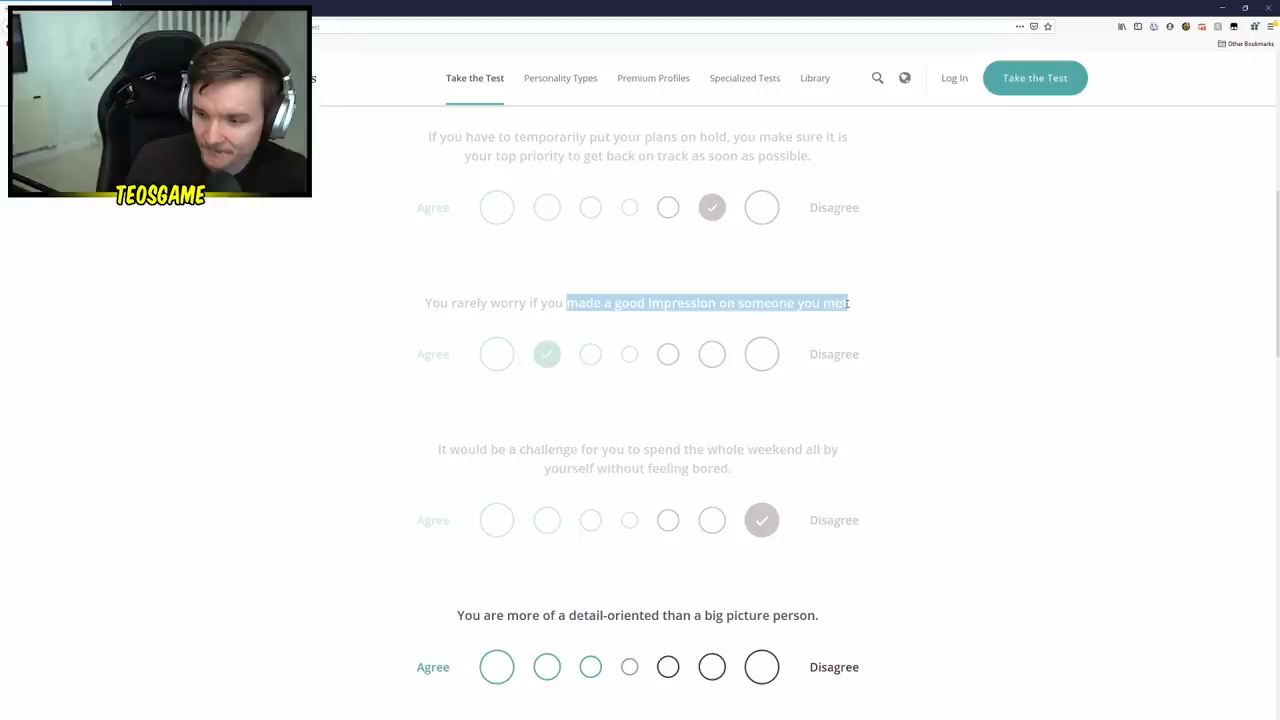 Other Bookmarks
s
Take the Test
Personality Types
Premium Profiles
Specialized Tests
Library
Log In
Take the Test
TEOSGAME
If you have to temporarily put your plans on hold, you make sure it is
your top priority to get back on track as soon as possible.
Agree
Disagree
You rarely worry if you made a good impression on someone you met.
Agree
Disagree
It would be a challenge for you to spend the whole weekend all by
yourself without feeling bored.
Agree
Disagree
You are more of a detail-oriented than a big picture person.
Agree
Disagree